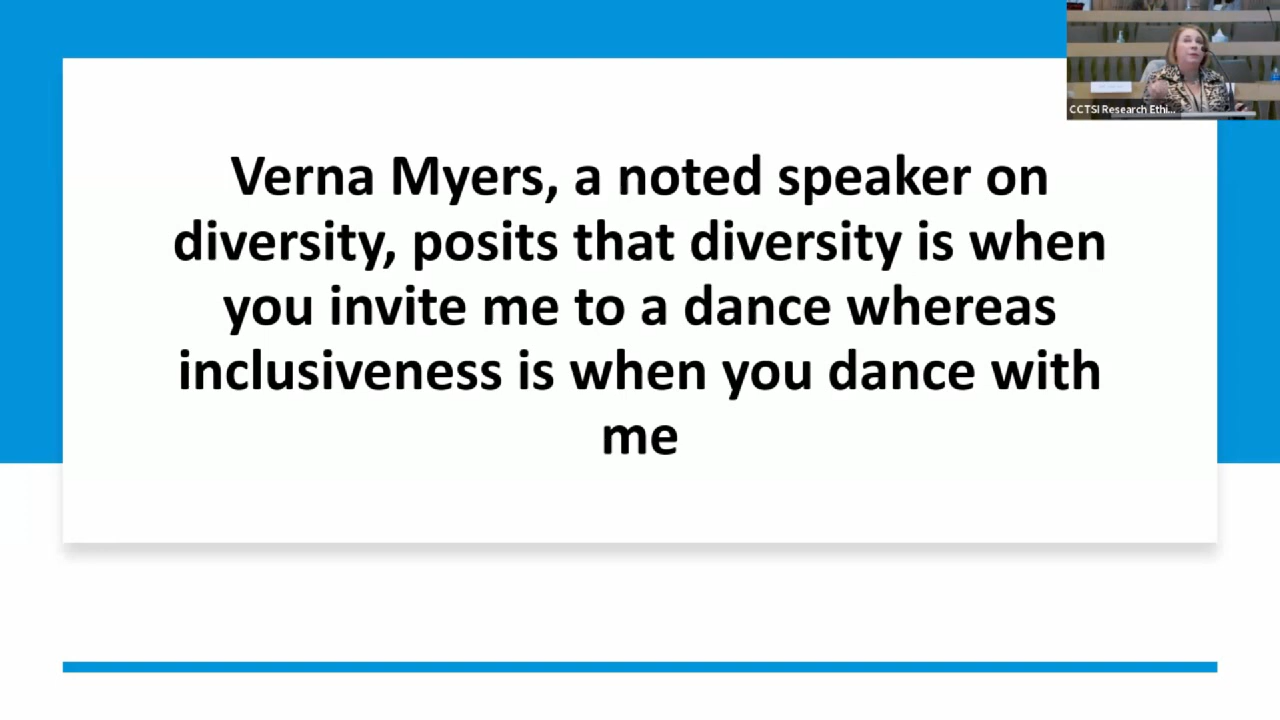 CCTSI Research Ethi...
Verna Myers, a noted speaker on
diversity, posits that diversity is when
you invite me to a dance whereas
inclusiveness is when you dance with
me